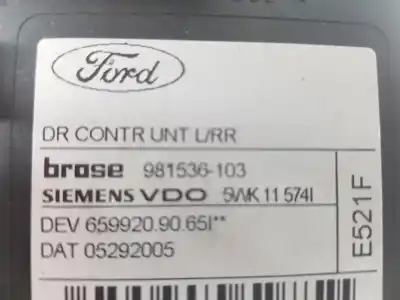 Ford
DR CONTR UNT L/RR
brose 981536-103
SIEMENS VDO 5WK 11 574I
DEV 659920.90.65I**
DAT 05292005
E521F